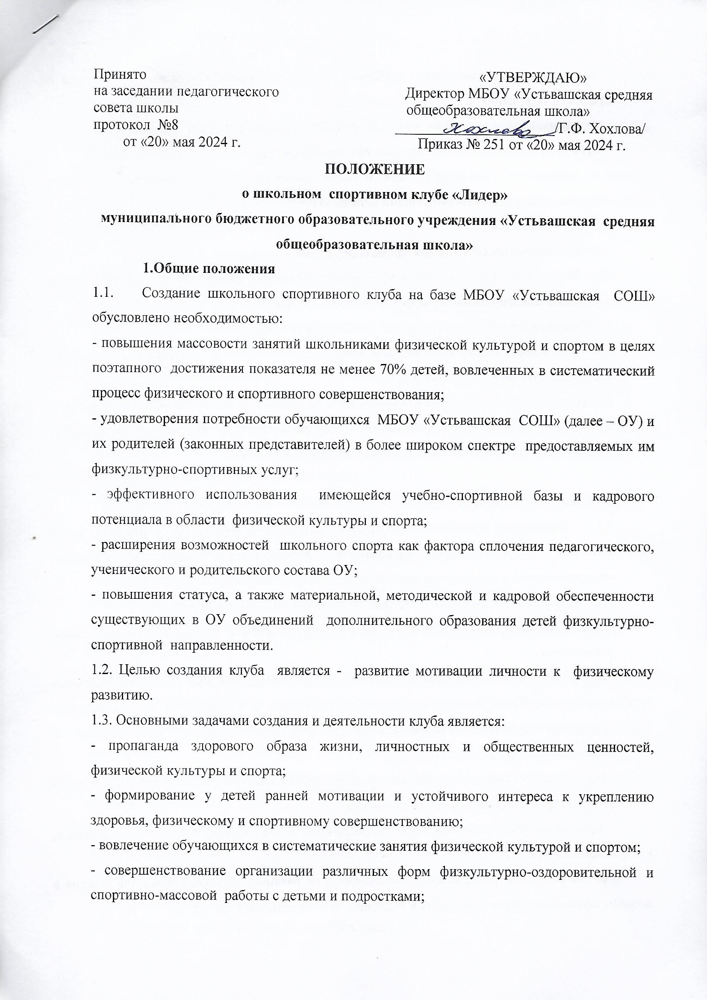 Принято
на заседании педагогического
совета школы
протокол  №8
от «20» мая 2024 г.
«УТВЕРЖДАЮ»
Директор МБОУ «Устьвашская средняя
общеобразовательная школа»
Хохлова /Г.Ф. Хохлова/
Приказ № 251 от «20» мая 2024 г.
ПОЛОЖЕНИЕ
о школьном  спортивном клубе «Лидер»
муниципального бюджетного образовательного учреждения «Устьвашская  средняя
общеобразовательная школа»
1.Общие положения
1.1. Создание школьного спортивного клуба на базе МБОУ «Устьвашская  СОШ»
обусловлено необходимостью:
- повышения массовости занятий школьниками физической культурой и спортом в целях
поэтапного  достижения показателя не менее 70% детей, вовлеченных в систематический
процесс физического и спортивного совершенствования;
- удовлетворения потребности обучающихся  МБОУ «Устьвашская  СОШ» (далее – ОУ) и
их родителей (законных представителей) в более широком спектре  предоставляемых им
физкультурно-спортивных услуг;
- эффективного использования  имеющейся учебно-спортивной базы и кадрового
потенциала в области  физической культуры и спорта;
- расширения возможностей  школьного спорта как фактора сплочения педагогического,
ученического и родительского состава ОУ;
- повышения статуса, а также материальной, методической и кадровой обеспеченности
существующих в ОУ объединений  дополнительного образования детей физкультурно-
спортивной  направленности.
1.2. Целью создания клуба  является -  развитие мотивации личности к  физическому
развитию.
1.3. Основными задачами создания и деятельности клуба является:
- пропаганда здорового образа жизни, личностных и общественных ценностей,
физической культуры и спорта;
- формирование у детей ранней мотивации и устойчивого интереса к укреплению
здоровья, физическому и спортивному совершенствованию;
- вовлечение обучающихся в систематические занятия физической культурой и спортом;
- совершенствование организации различных форм физкультурно-оздоровительной и
спортивно-массовой  работы с детьми и подростками;